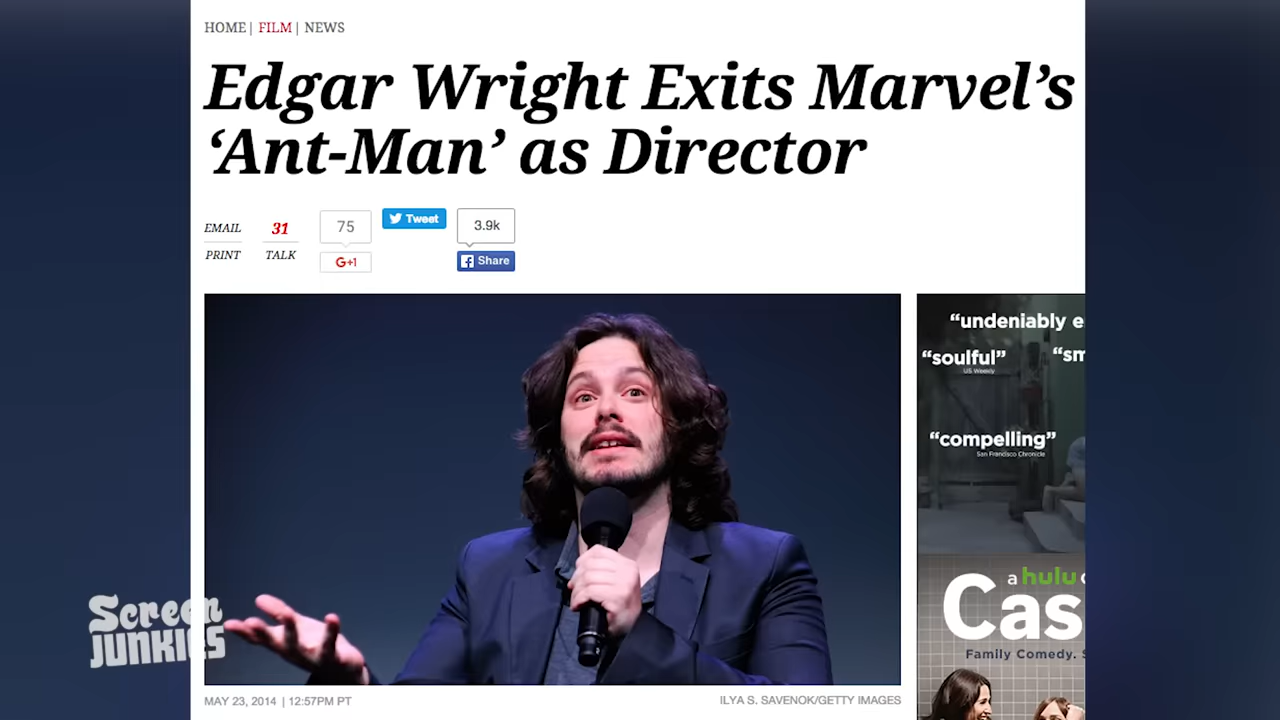 HOME | FILM | NEWS
Edgar Wright Exits Marvel's
'Ant-Man' as Director
EMAIL 31 75 Tweet 3.9k
PRINT TALK G+1 Share
"undeniably e
"soulful" "sm
US Weekly
"compelling"
San Francisco Chronicle
a hulu
Cas
Family Comedy. S
Screen
JUNKIES
MAY 23, 2014 | 12:57PM PT
ILYA S. SAVENOK/GETTY IMAGES